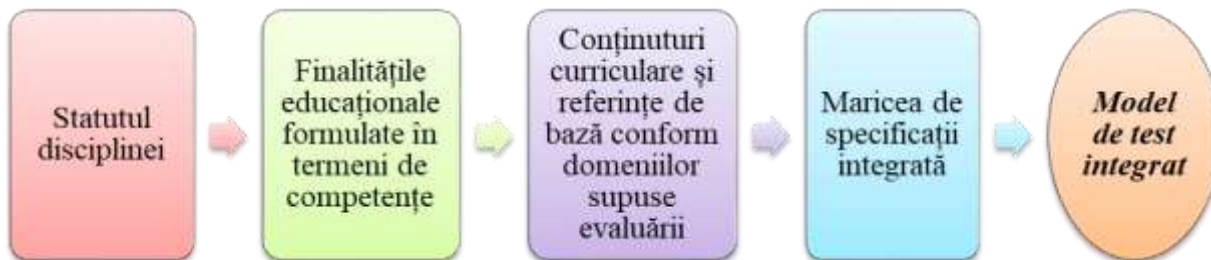 Statutul
disciplinei
Finalitățile
educaționale
formulate în
termeni de
competențe
Conținuturi
curriculare și
referințe de
bază conform
domeniilor
supuse
evaluării
Maricea de
specificații
integrată
Model
de test
integrat